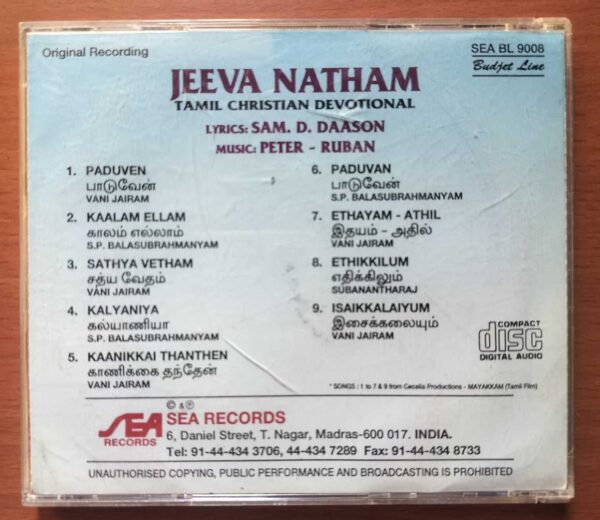 Original Recording
SEA BL 9008
Budjet Line
JEEVA NATHAM
TAMIL CHRISTIAN DEVOTIONAL
LYRICS: SAM. D. DAASON
MUSIC: PETER - RUBAN
1. PADUVEN
பாடுவேன்
VANI JAIRAM
2. KAALAM ELLAM
காலம் எல்லாம்
S.P. BALASUBRAHMANYAM
3. SATHYA VETHAM
சத்ய வேதம்
VANI JAIRAM
4. KALYANIYA
கல்யாணியா
S.P. BALASUBRAHMANYAM
5. KAANIKKAI THANTHEN
காணிக்கை தந்தேன்
VANI JAIRAM
6. PADUVAN
பாடுவேன்
S.P. BALASUBRAHMANYAM
7. ETHAYAM - ATHIL
இதயம் - அதில்
VANI JAIRAM
8. ETHIKKILUM
எதிக்கிலும்
SUBANANTHARAJ
9. ISAIKKALAIYUM
இசைக்கலையும்
VANI JAIRAM
COMPACT
disc
DIGITAL AUDIO
* SONGS : 1 to 7 & 9 from Cecelia Productions - MAYAKKAM (Tamil Film)
SEA
RECORDS
© & ℗
SEA RECORDS
6, Daniel Street, T. Nagar, Madras-600 017. INDIA.
Tel: 91-44-434 3706, 44-434 7289 Fax: 91-44-434 8733
UNAUTHORISED COPYING, PUBLIC PERFORMANCE AND BROADCASTING IS PROHIBITED